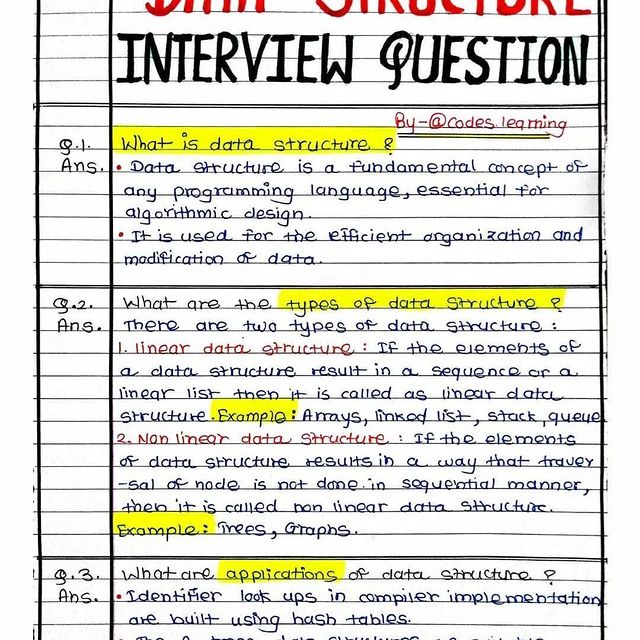 DATA STRUCTURE
INTERVIEW QUESTION
By-@codes.learning
Q.1. What is data structure ?
Ans. • Data structure is a fundamental concept of
any programming language, essential for
algorithmic design.
• It is used for the efficient organization and
modification of data.
Q.2. What are the types of data structure ?
Ans. There are two types of data structure :
1. linear data structure : If the elements of
a data structure result in a sequence or a
linear list then it is called as linear data
structure. Example : Arrays, linked list, stack, queue
2. Non linear data structure : If the elements
of data structure results in a way that traver
-sal of node is not done in sequential manner,
then it is called non linear data structure.
Example : Trees, Graphs.
Q.3. What are applications of data structure ?
Ans. • Identifier look ups in compiler implementation
are built using hash tables.